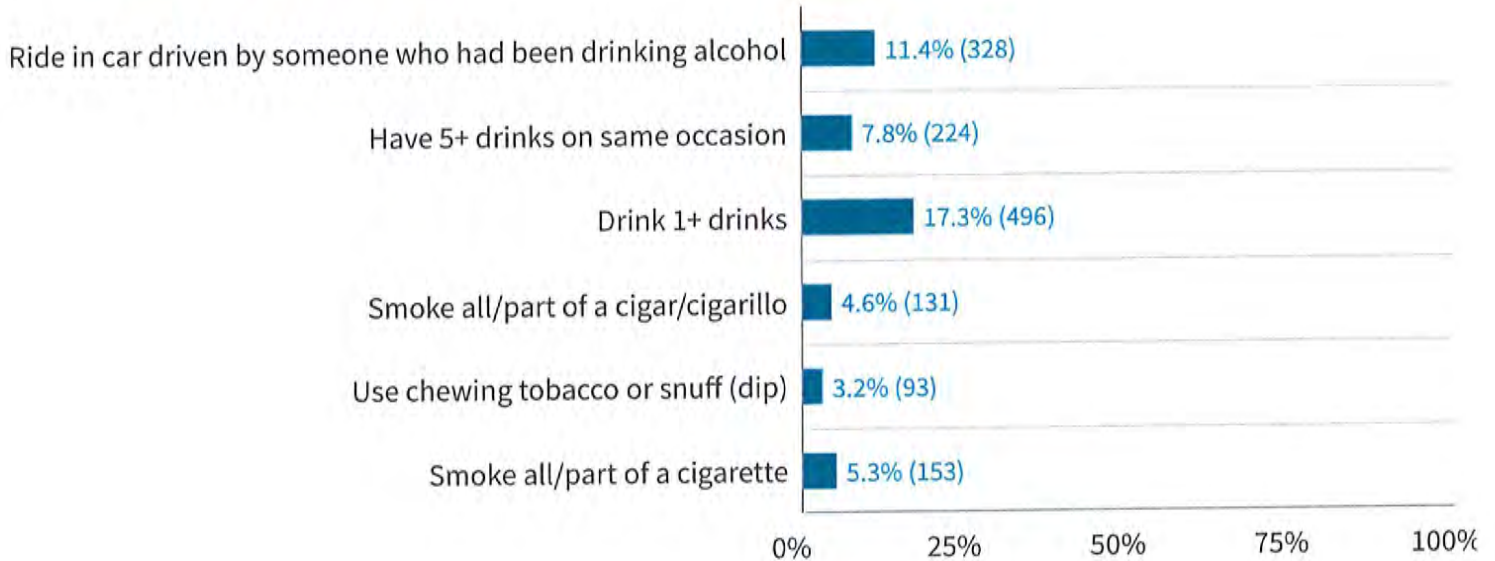 Ride in car driven by someone who had been drinking alcohol 11.4% (328)
Have 5+ drinks on same occasion 7.8% (224)
Drink 1+ drinks 17.3% (496)
Smoke all/part of a cigar/cigarillo 4.6% (131)
Use chewing tobacco or snuff (dip) 3.2% (93)
Smoke all/part of a cigarette 5.3% (153)
0% 25% 50% 75% 100%